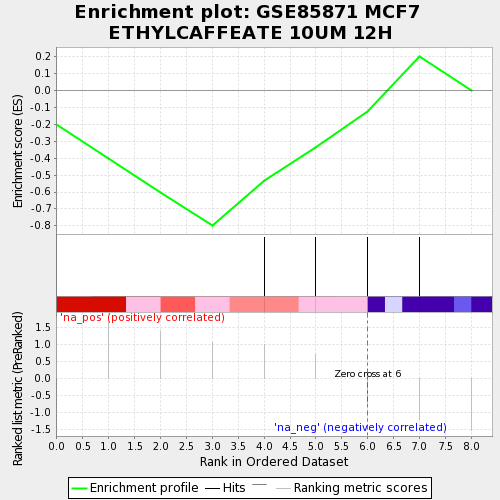 Enrichment plot: GSE85871 MCF7
ETHYLCAFFEATE 10UM 12H
Enrichment score (ES)
0.2
0.1
0.0
-0.1
-0.2
-0.3
-0.4
-0.5
-0.6
-0.7
-0.8
'na_pos' (positively correlated)
Ranked list metric (PreRanked)
1.5
1.0
0.5
0.0
-0.5
-1.0
-1.5
Zero cross at 6
'na_neg' (negatively correlated)
0.0 0.5 1.0 1.5 2.0 2.5 3.0 3.5 4.0 4.5 5.0 5.5 6.0 6.5 7.0 7.5 8.0
Rank in Ordered Dataset
Enrichment profile Hits Ranking metric scores